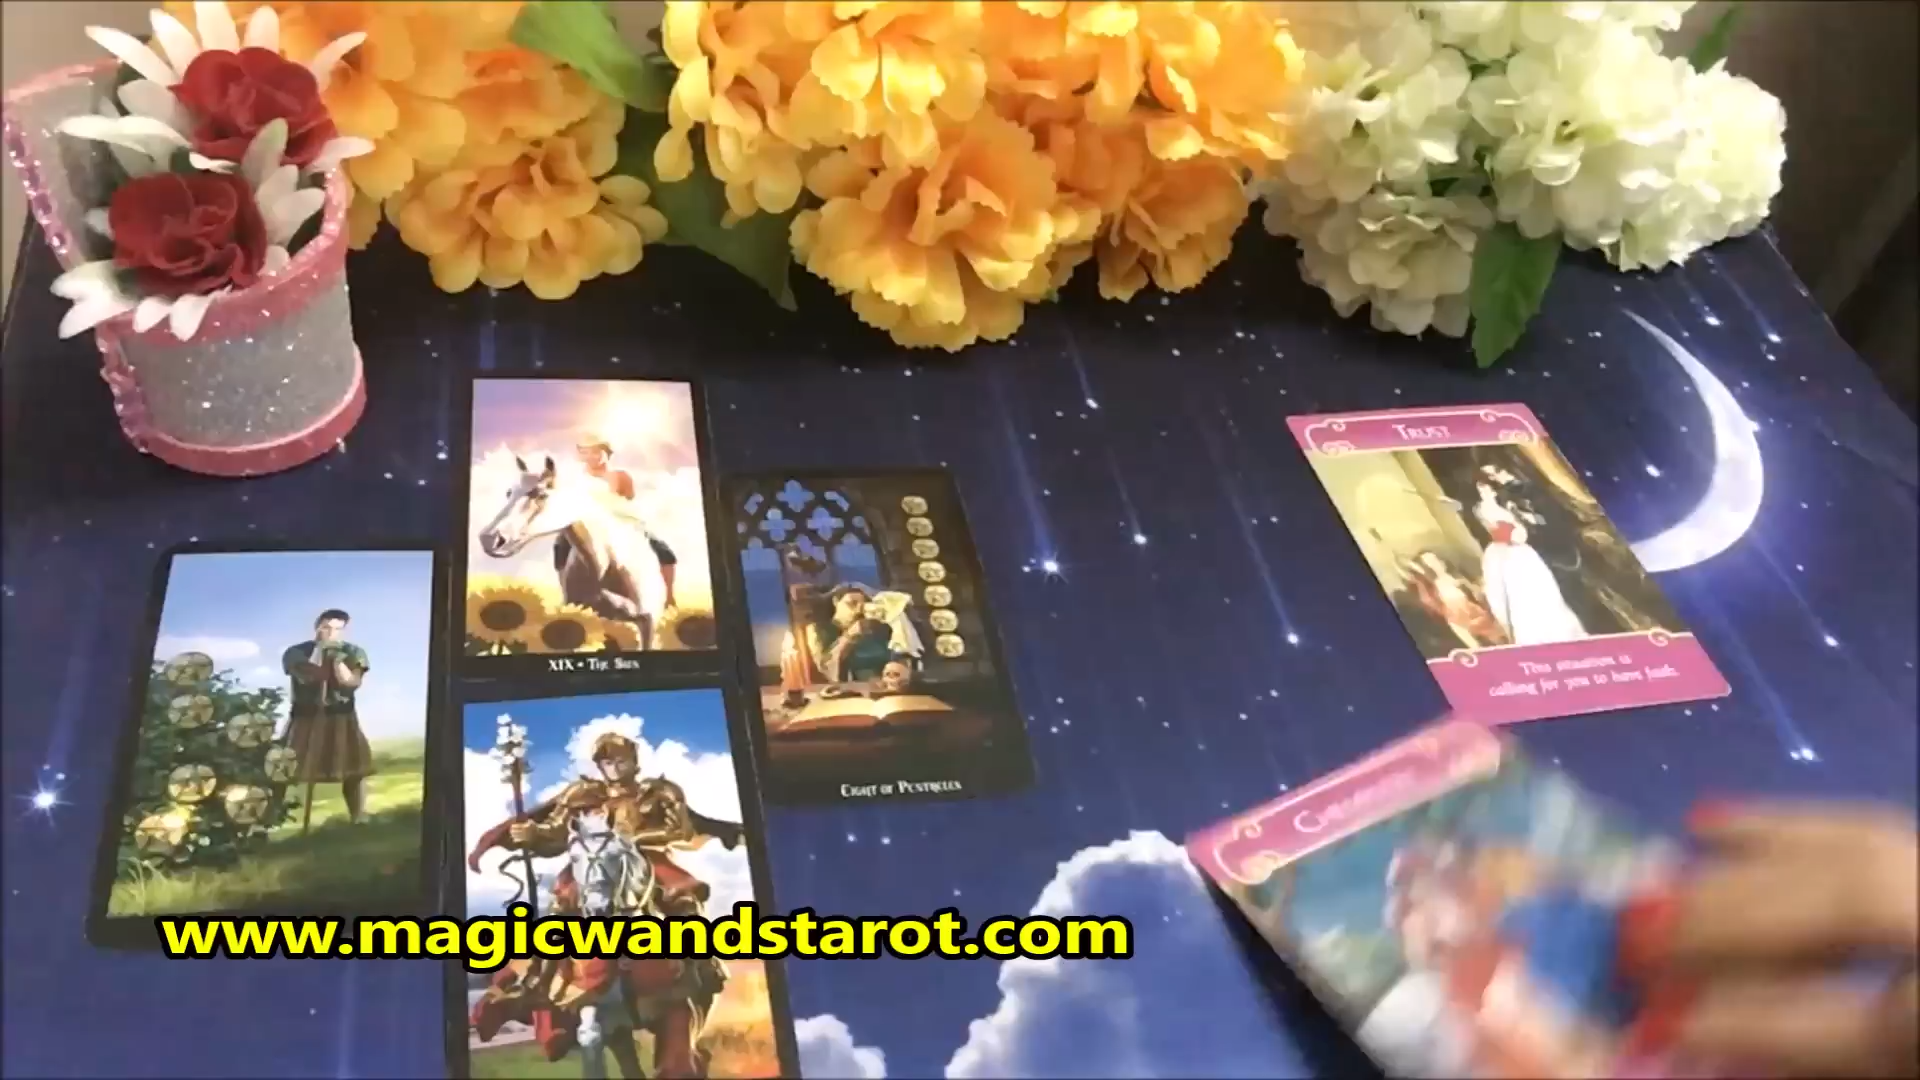 XIX • The Sun
Eight of Pentacles
Trust
This situation is
calling for you to have faith.
www.magicwandstarot.com